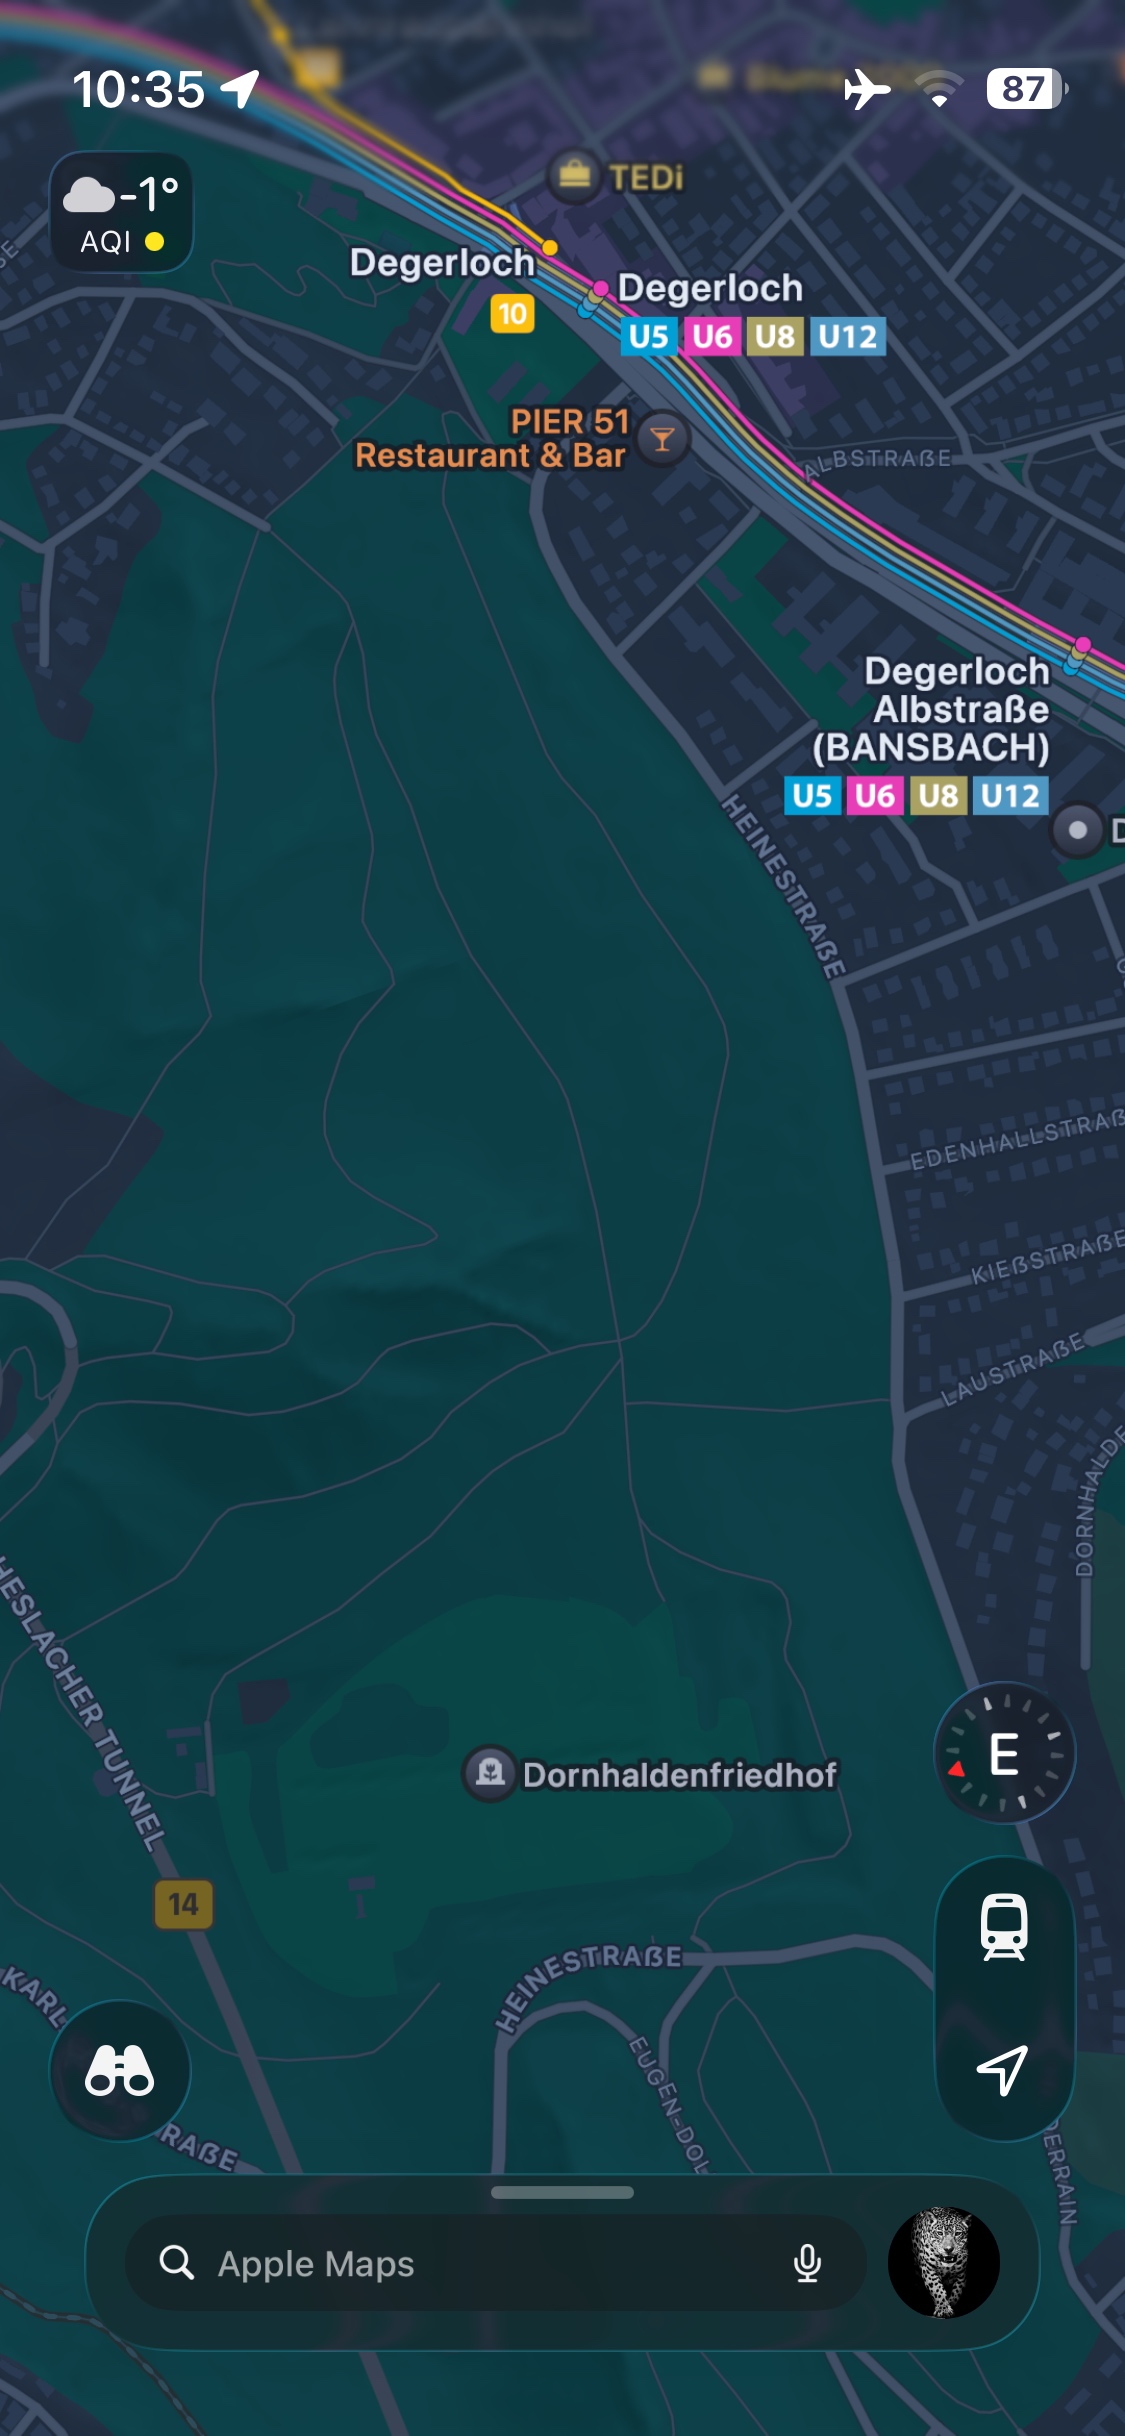 10:35
87
-1°
AQI
TEDi
Degerloch
10
Degerloch
U5 U6 U8 U12
PIER 51
Restaurant & Bar
ALBSTRAßE
Degerloch
Albstraße
(BANSBACH)
U5 U6 U8 U12
D
HEINESTRAßE
EDENHALLSTRAß
KIEßSTRAßE
LAUSTRAßE
DORNHALDE
HESLACHER TUNNEL
E
Dornhaldenfriedhof
14
HEINESTRAßE
KARL
EUGEN-DOL
RAßE
DERRAIN
Apple Maps